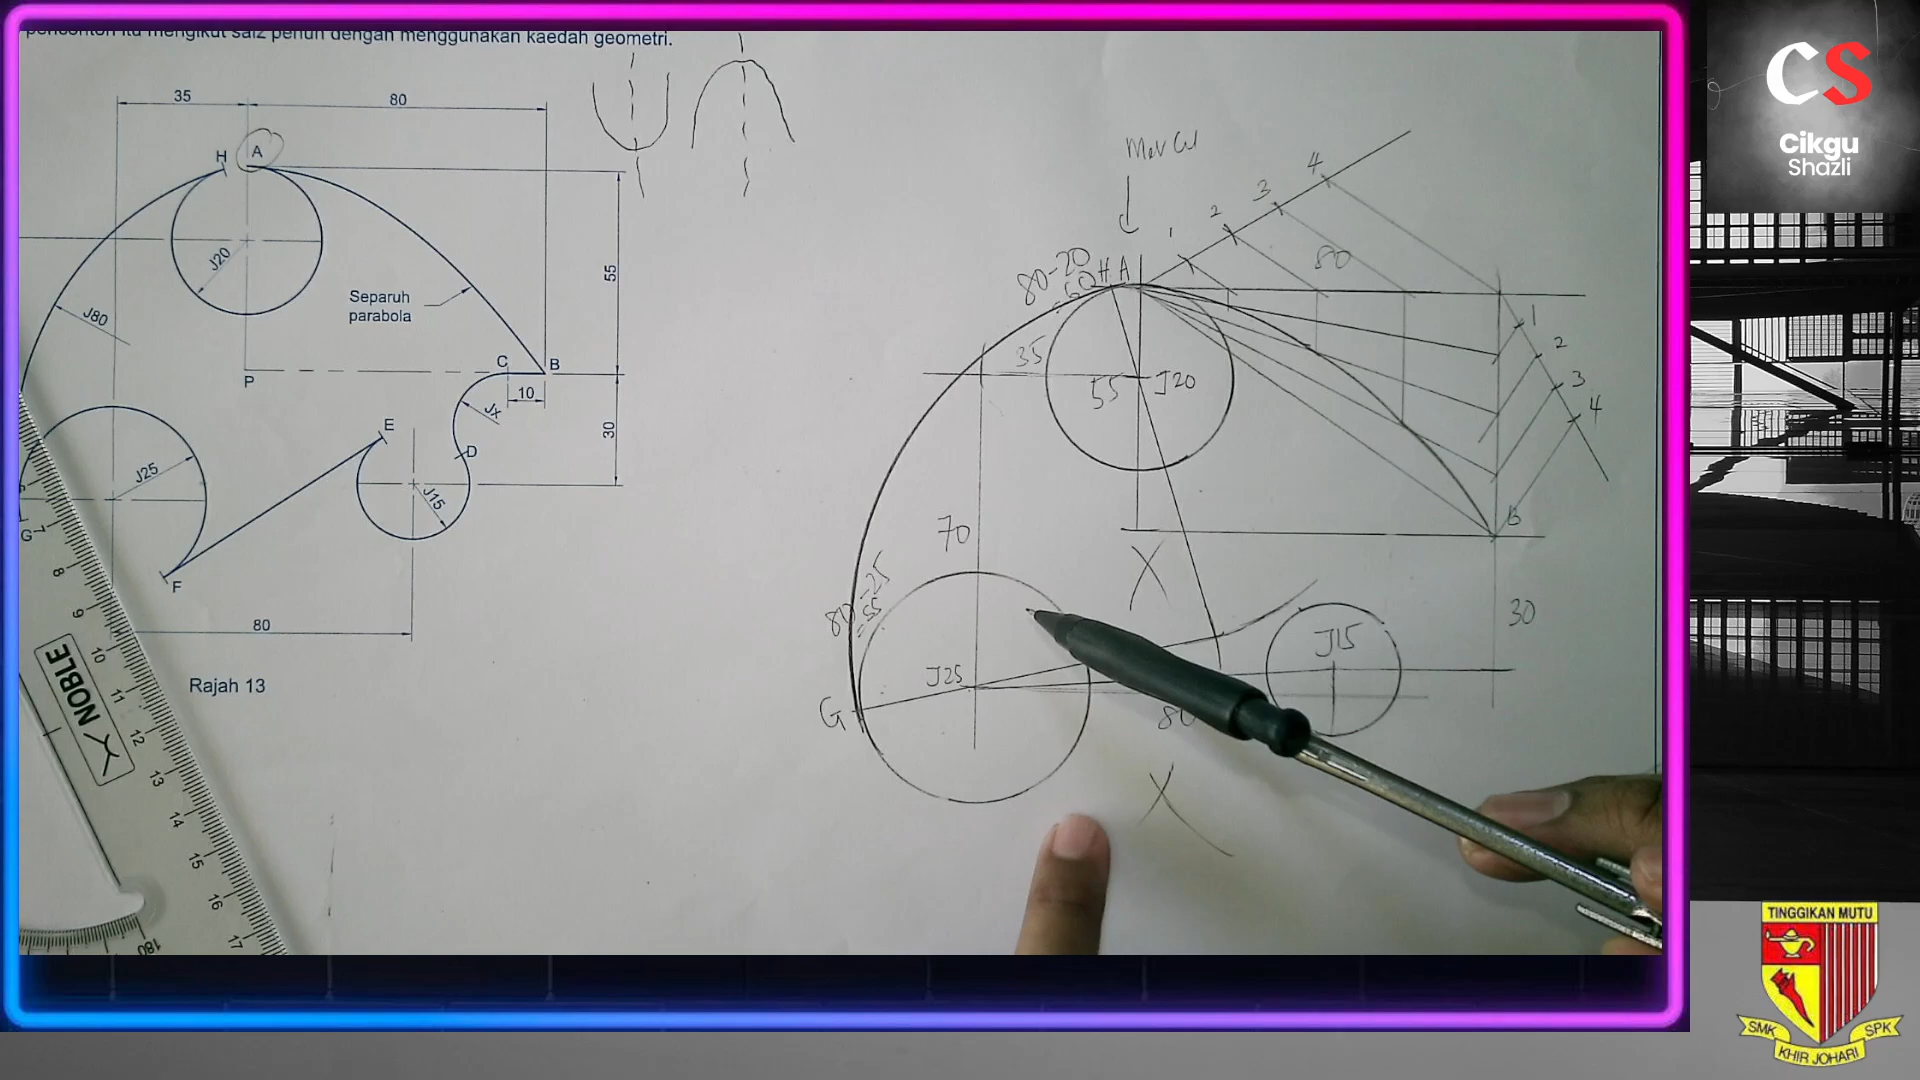 penconton itu mengikut saiz penuh dengan menggunakan kaedah geometri.
35
80
H
A
J20
J80
Separuh
parabola
55
C
B
P
10
JX
E
D
30
J25
J15
G
F
80
Rajah 13
7
8
9
10
11
12
13
14
15
16
17
180
NOBLE
1
2
3
4
80
80-20
=60
H A
35
55
J20
1
2
3
4
70
B
80-25
=55
30
J15
J25
G
80
CS
Cikgu
Shazli
TINGGIKAN MUTU
SMK
SPK
KHIR JOHARI